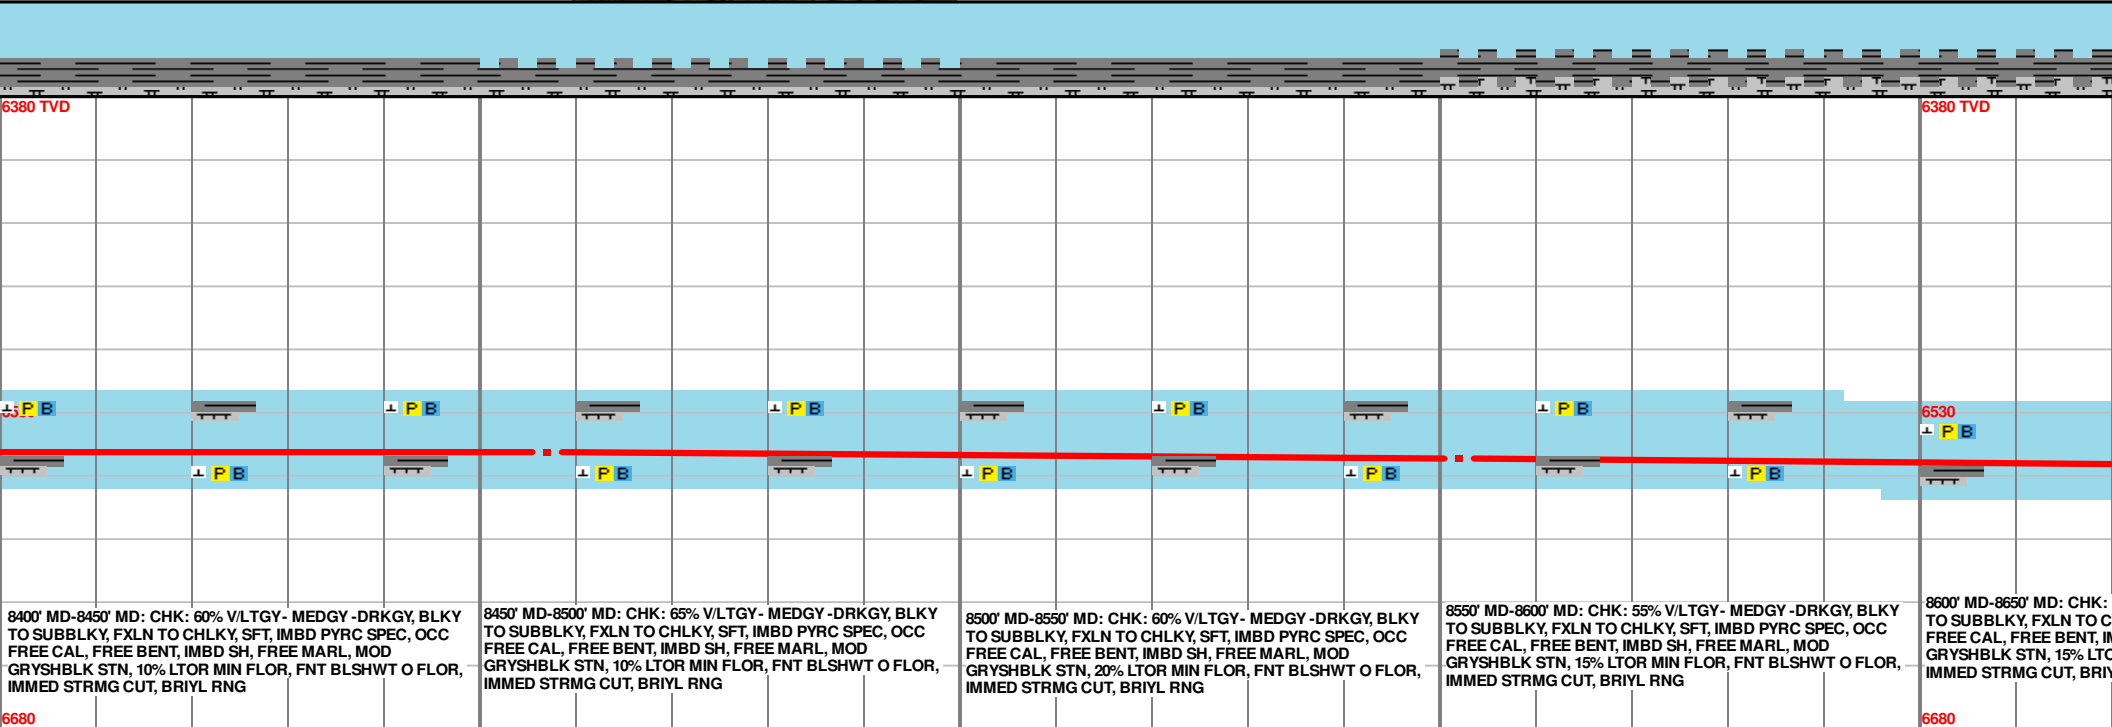 6380 TVD
6380 TVD
P B
P B
P B
P B
P B
6530
P B
P B
P B
P B
P B
P B
8400' MD-8450' MD: CHK: 60% V/LTGY- MEDGY -DRKGY, BLKY
TO SUBBLKY, FXLN TO CHLKY, SFT, IMBD PYRC SPEC, OCC
FREE CAL, FREE BENT, IMBD SH, FREE MARL, MOD
GRYSHBLK STN, 10% LTOR MIN FLOR, FNT BLSHWT O FLOR,
IMMED STRMG CUT, BRIYL RNG
8450' MD-8500' MD: CHK: 65% V/LTGY- MEDGY -DRKGY, BLKY
TO SUBBLKY, FXLN TO CHLKY, SFT, IMBD PYRC SPEC, OCC
FREE CAL, FREE BENT, IMBD SH, FREE MARL, MOD
GRYSHBLK STN, 10% LTOR MIN FLOR, FNT BLSHWT O FLOR,
IMMED STRMG CUT, BRIYL RNG
8500' MD-8550' MD: CHK: 60% V/LTGY- MEDGY -DRKGY, BLKY
TO SUBBLKY, FXLN TO CHLKY, SFT, IMBD PYRC SPEC, OCC
FREE CAL, FREE BENT, IMBD SH, FREE MARL, MOD
GRYSHBLK STN, 20% LTOR MIN FLOR, FNT BLSHWT O FLOR,
IMMED STRMG CUT, BRIYL RNG
8550' MD-8600' MD: CHK: 55% V/LTGY- MEDGY -DRKGY, BLKY
TO SUBBLKY, FXLN TO CHLKY, SFT, IMBD PYRC SPEC, OCC
FREE CAL, FREE BENT, IMBD SH, FREE MARL, MOD
GRYSHBLK STN, 15% LTOR MIN FLOR, FNT BLSHWT O FLOR,
IMMED STRMG CUT, BRIYL RNG
8600' MD-8650' MD: CHK:
TO SUBBLKY, FXLN TO C
FREE CAL, FREE BENT,
GRYSHBLK STN, 15% LTO
IMMED STRMG CUT, BRIY
6680
6680